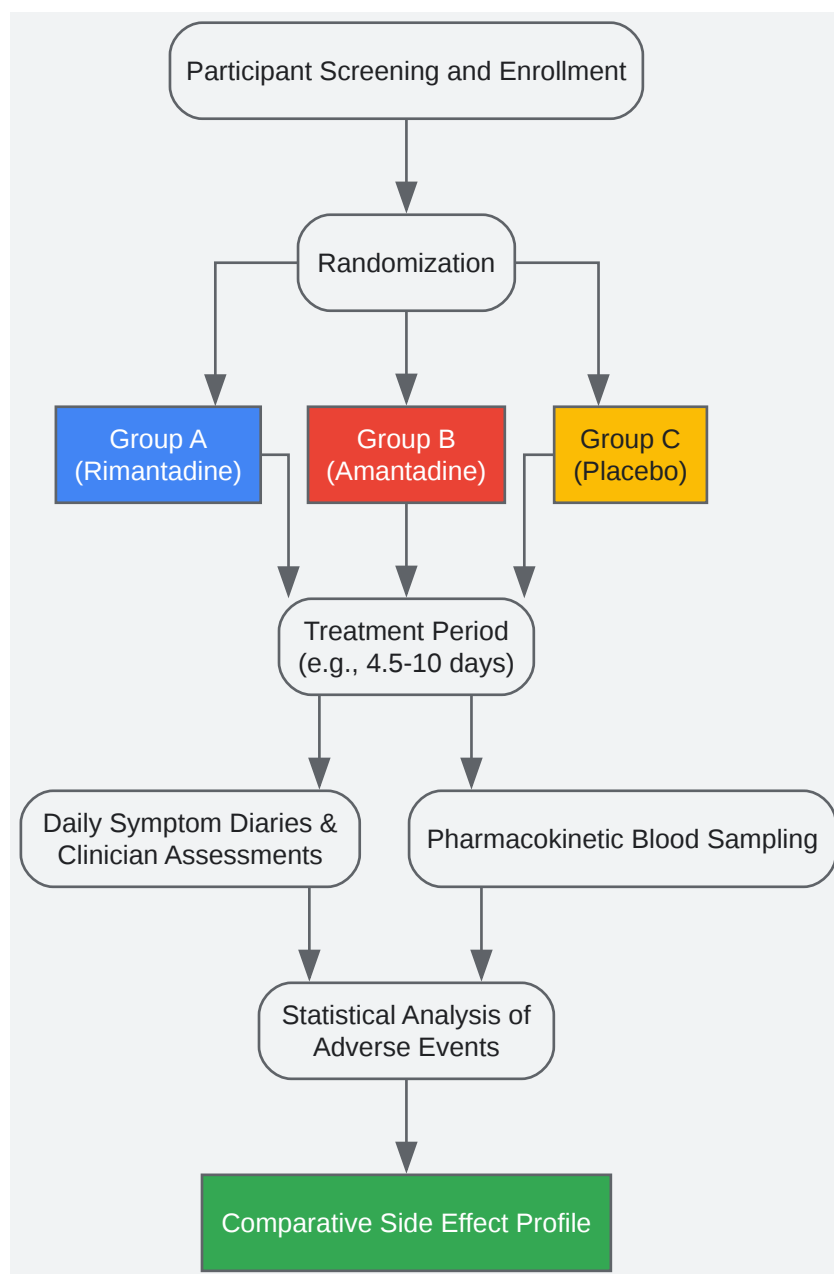 Participant Screening and Enrollment
Randomization
Group A
(Rimantadine)
Group B
(Amantadine)
Group C
(Placebo)
Treatment Period
(e.g., 4.5-10 days)
Daily Symptom Diaries &
Clinician Assessments
Pharmacokinetic Blood Sampling
Statistical Analysis of
Adverse Events
Comparative Side Effect Profile